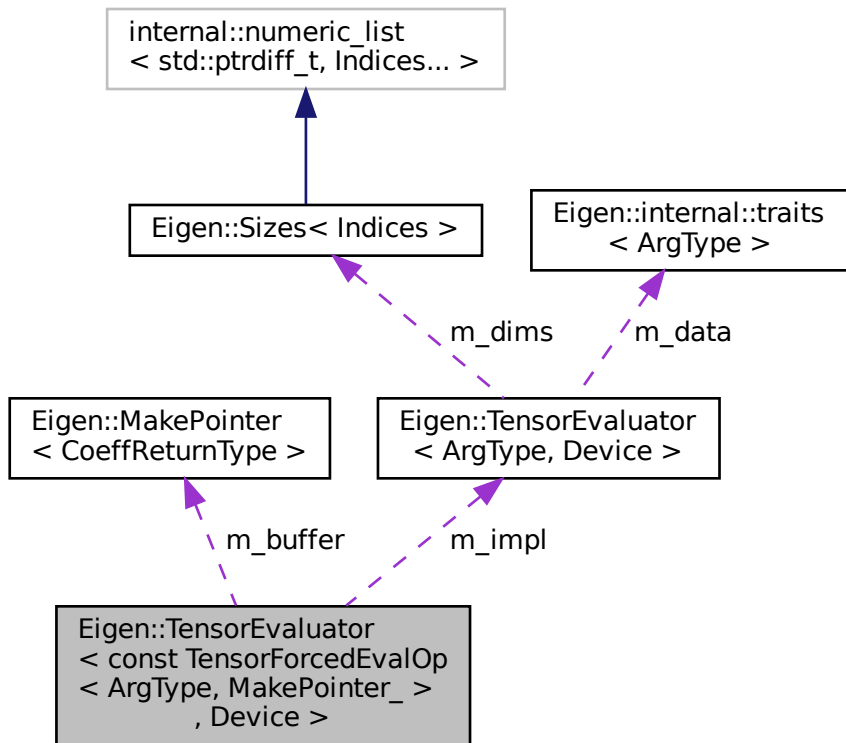 internal::numeric_list
< std::ptrdiff_t, Indices... >
Eigen::Sizes< Indices >
Eigen::internal::traits
< ArgType >
m_dims
m_data
Eigen::MakePointer
< CoeffReturnType >
Eigen::TensorEvaluator
< ArgType, Device >
m_buffer
m_impl
Eigen::TensorEvaluator
< const TensorForcedEvalOp
< ArgType, MakePointer_ >
, Device >